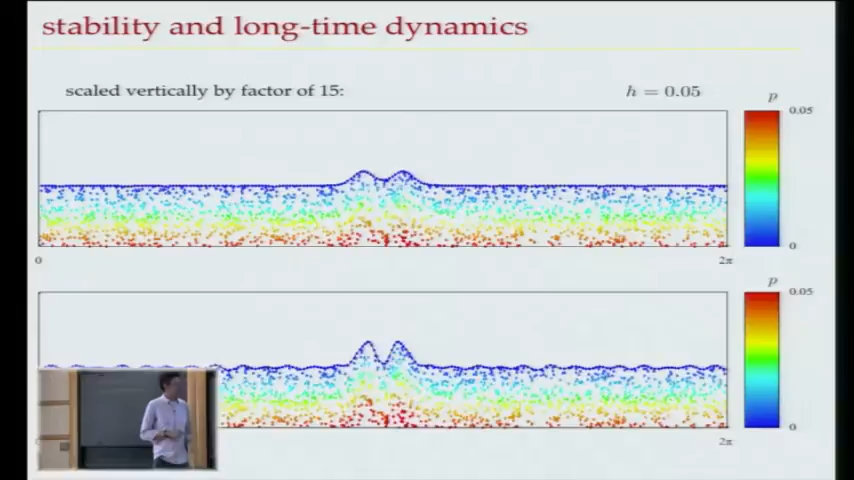 stability and long-time dynamics
scaled vertically by factor of 15:
h = 0.05
p
0.05
0
0
2π
p
0.05
0
2π